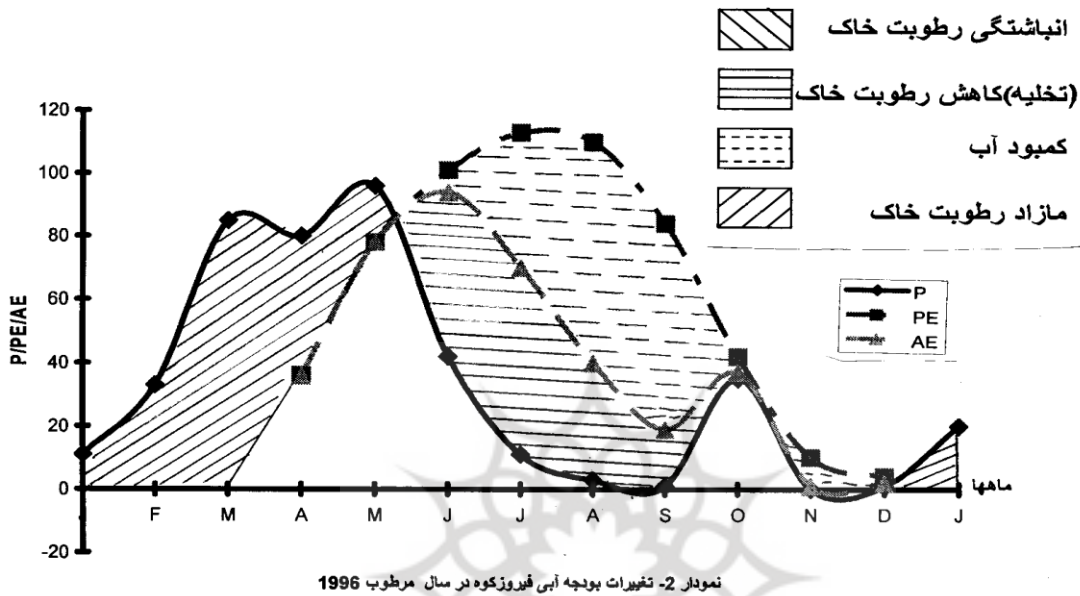 انباشتگی رطوبت خاک
(تخلیه)کاهش رطوبت خاک
کمبود آب
مازاد رطوبت خاک
P/PE/AE
120
100
80
60
40
20
0
-20
F M A M J J A S O N D J
ماهها
P
PE
AE
نمودار 2- تغییرات بودجه آبی فیروزکوه در سال مرطوب 1996